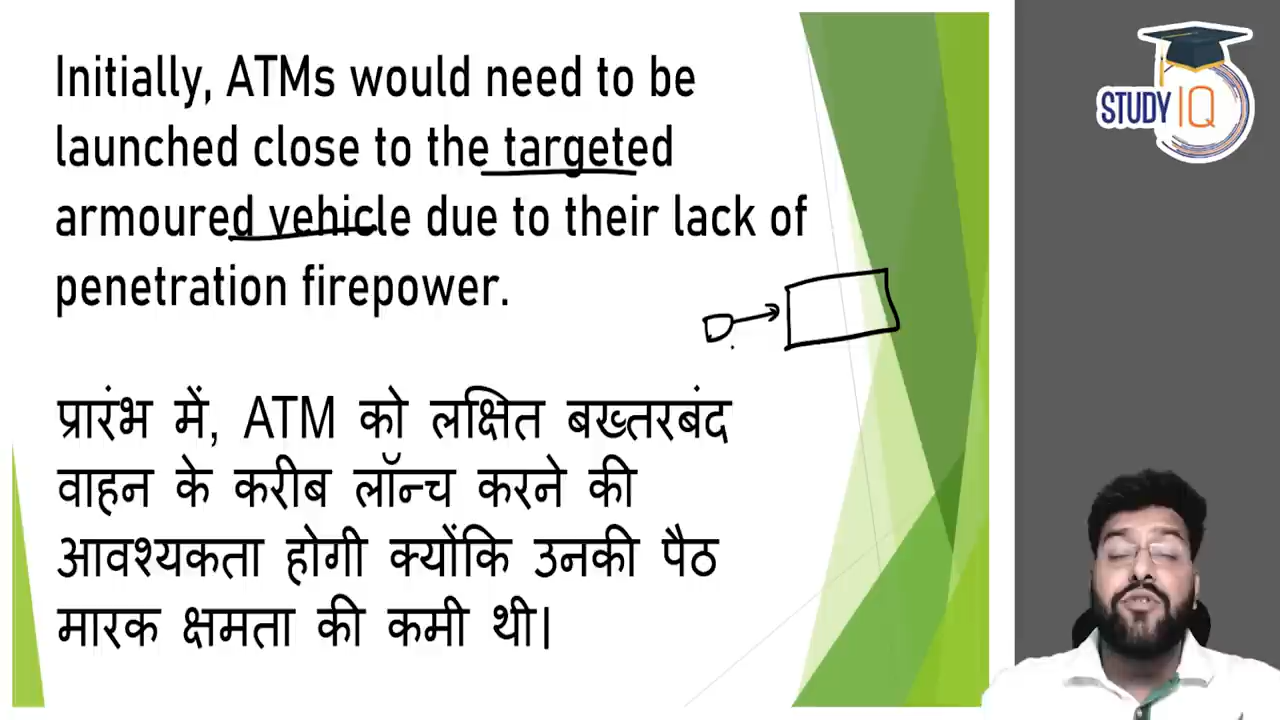 Initially, ATMs would need to be
launched close to the targeted
armoured vehicle due to their lack of
penetration firepower.
प्रारंभ में, ATM को लक्षित बख्तरबंद
वाहन के करीब लॉन्च करने की
आवश्यकता होगी क्योंकि उनकी पैठ
मारक क्षमता की कमी थी।
STUDY IQ